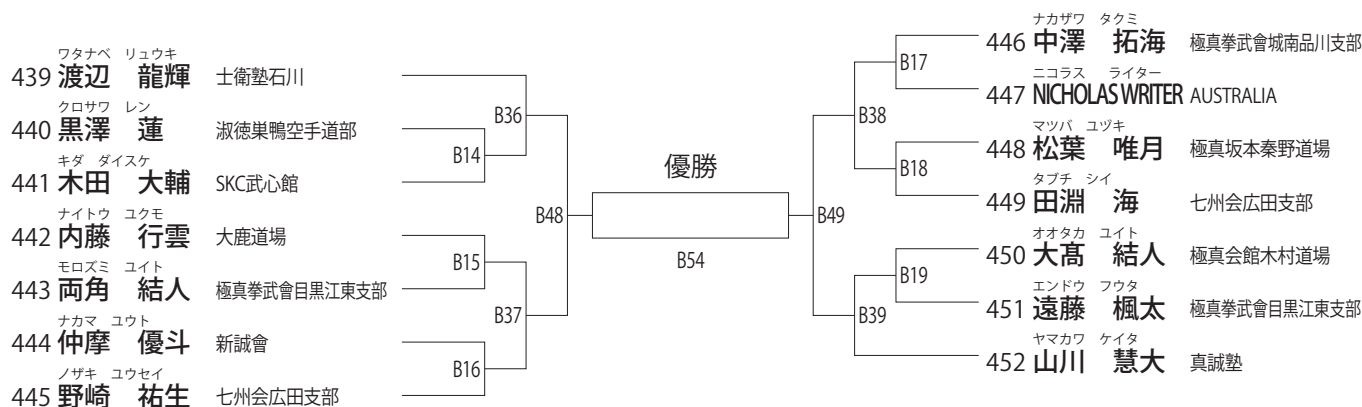 ワタナベ リュウキ
439 渡辺 龍輝 士衛塾石川
クロサワ レン
440 黒澤 蓮 淑徳巣鴨空手道部
キダ ダイスケ
441 木田 大輔 SKC武心館
ナイトウ ユクモ
442 内藤 行雲 大鹿道場
モロズミ ユイト
443 両角 結人 極真拳武會目黒江東支部
ナカマ ユウト
444 仲摩 優斗 新誠會
ノザキ ユウセイ
445 野崎 祐生 七州会広田支部
B36
B14
B15
B37
B16
B48
優勝
B54
B49
B17
B38
B18
B19
B39
ナカザワ タクミ
446 中澤 拓海 極真拳武會城南品川支部
ニコラス ライター
447 NICHOLAS WRITER AUSTRALIA
マツバ ユヅキ
448 松葉 唯月 極真坂本秦野道場
タブチ シイ
449 田淵 海 七州会広田支部
オオタカ ユイト
450 大髙 結人 極真会館木村道場
エンドウ フウタ
451 遠藤 楓太 極真拳武會目黒江東支部
ヤマカワ ケイタ
452 山川 慧大 真誠塾